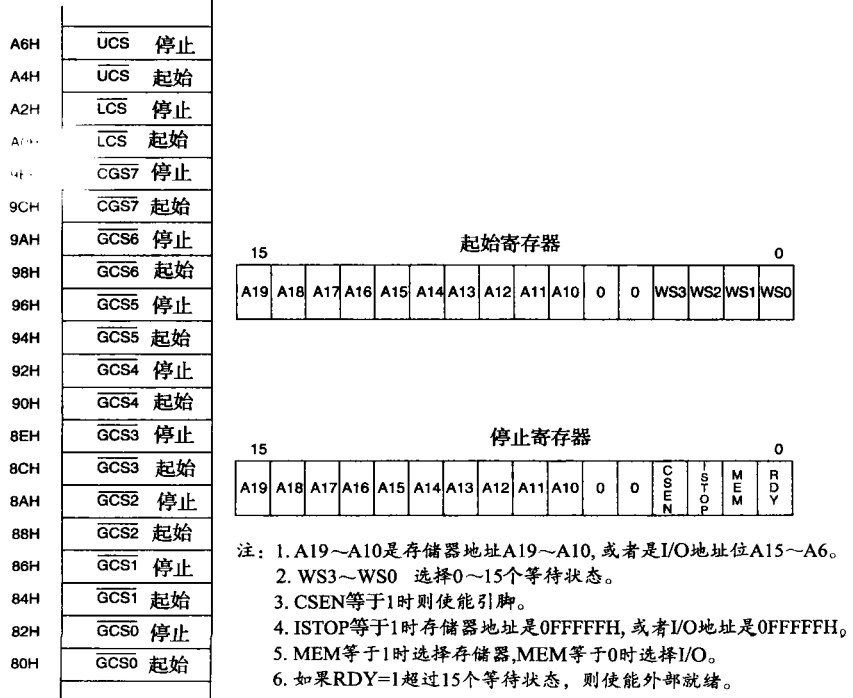 A6H UCS 停止
A4H UCS 起始
A2H LCS 停止
LCS 起始
CGS7 停止
9CH CGS7 起始
9AH GCS6 停止
98H GCS6 起始
96H GCS5 停止
94H GCS5 起始
92H GCS4 停止
90H GCS4 起始
8EH GCS3 停止
8CH GCS3 起始
8AH GCS2 停止
88H GCS2 起始
86H GCS1 停止
84H GCS1 起始
82H GCS0 停止
80H GCS0 起始
15 起始寄存器 0
A19 A18 A17 A16 A15 A14 A13 A12 A11 A10 0 0 WS3 WS2 WS1 WS0
15 停止寄存器 0
A19 A18 A17 A16 A15 A14 A13 A12 A11 A10 0 0 CSEN ISTOP MEM RDY
注：1. A19～A10是存储器地址A19～A10, 或者是I/O地址位A15～A6。
2. WS3～WS0 选择0～15个等待状态。
3. CSEN等于1时则使能引脚。
4. ISTOP等于1时存储器地址是0FFFFFH, 或者I/O地址是0FFFFFH。
5. MEM等于1时选择存储器,MEM等于0时选择I/O。
6. 如果RDY=1超过15个等待状态，则使能外部就绪。